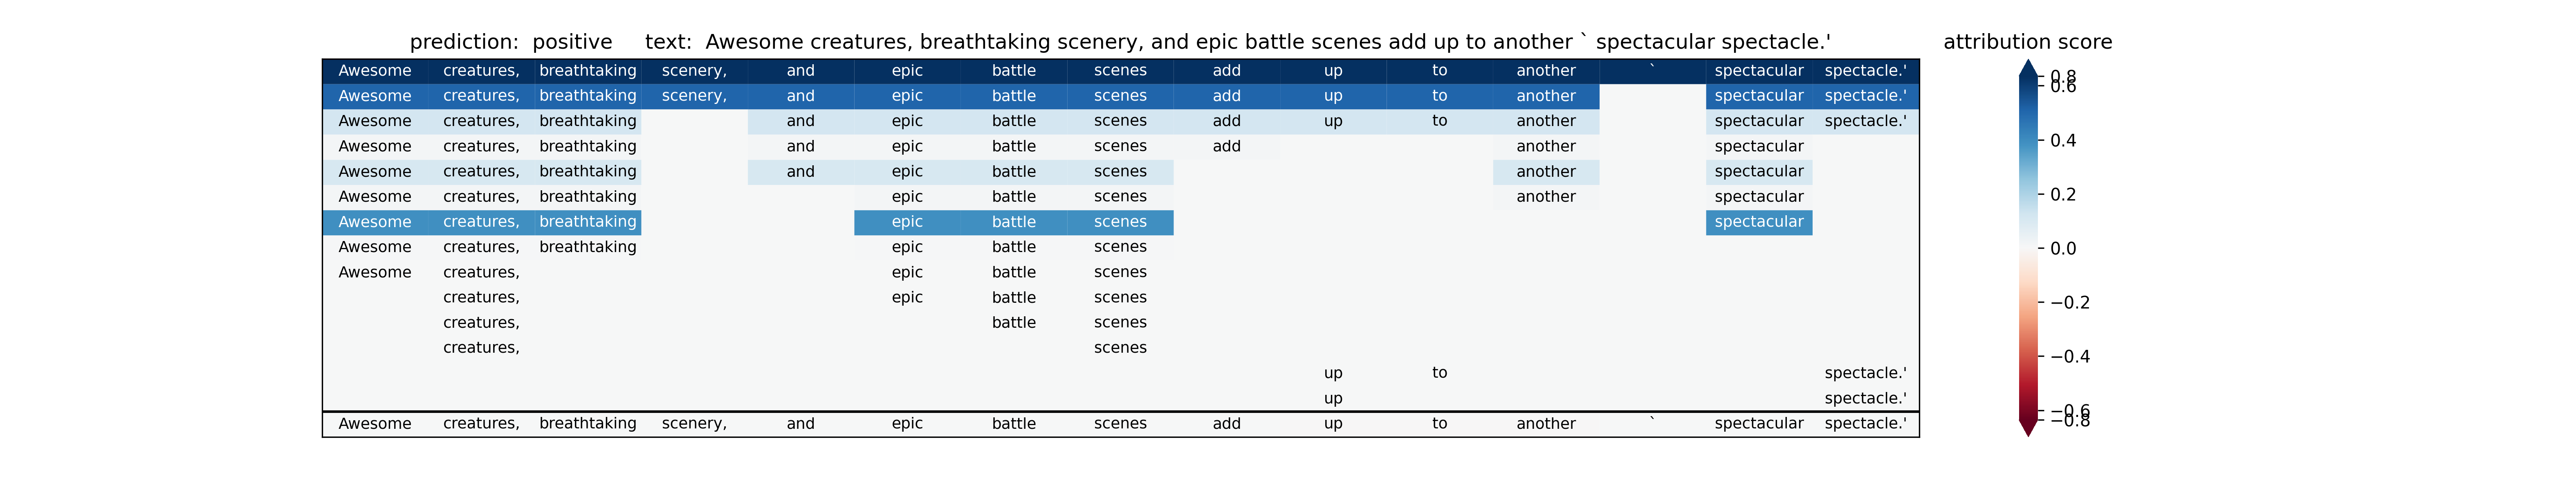 prediction:  positive     text:  Awesome creatures, breathtaking scenery, and epic battle scenes add up to another ` spectacular spectacle.'
attribution score
Awesome creatures, breathtaking scenery, and epic battle scenes add up to another ` spectacular spectacle.'
Awesome creatures, breathtaking scenery, and epic battle scenes add up to another spectacular spectacle.'
Awesome creatures, breathtaking and epic battle scenes add up to another spectacular spectacle.'
Awesome creatures, breathtaking and epic battle scenes add another spectacular
Awesome creatures, breathtaking and epic battle scenes another spectacular
Awesome creatures, breathtaking epic battle scenes another spectacular
Awesome creatures, breathtaking epic battle scenes spectacular
Awesome creatures, breathtaking epic battle scenes
Awesome creatures, epic battle scenes
creatures, epic battle scenes
creatures, battle scenes
creatures, scenes
up to spectacle.'
up spectacle.'
Awesome creatures, breathtaking scenery, and epic battle scenes add up to another ` spectacular spectacle.'
0.8
0.6
0.4
0.2
0.0
−0.2
−0.4
−0.6
−0.8